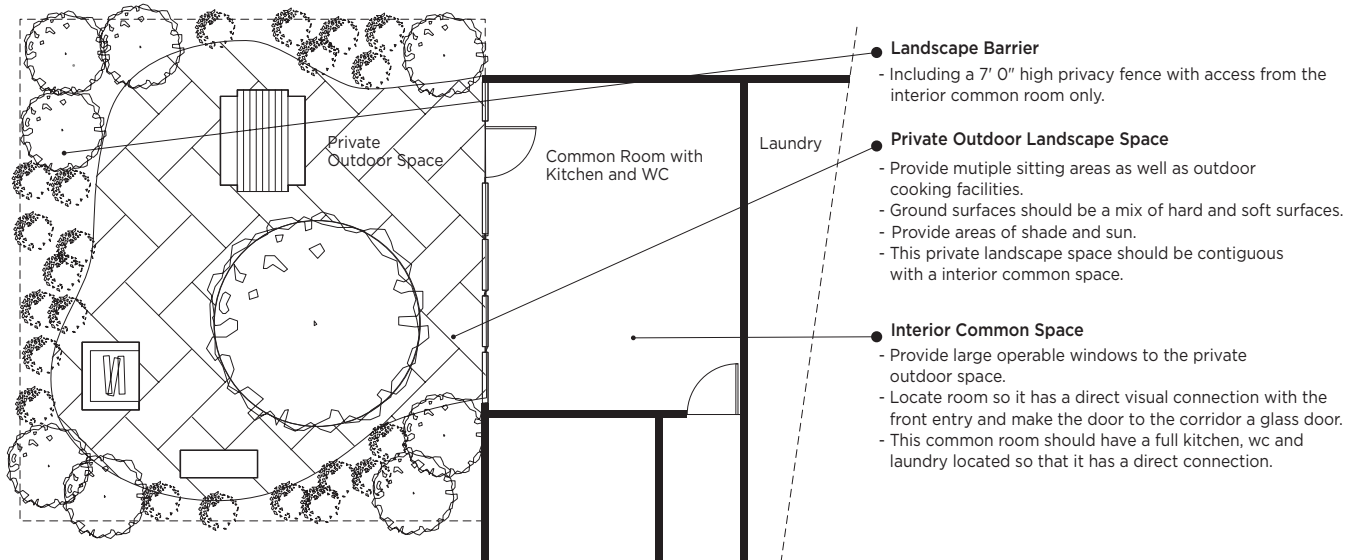 Private
Outdoor Space
Common Room with
Kitchen and WC
Laundry
Landscape Barrier
- Including a 7' 0" high privacy fence with access from the
interior common room only.
Private Outdoor Landscape Space
- Provide mutiple sitting areas as well as outdoor
cooking facilities.
- Ground surfaces should be a mix of hard and soft surfaces.
- Provide areas of shade and sun.
- This private landscape space should be contiguous
with a interior common space.
Interior Common Space
- Provide large operable windows to the private
outdoor space.
- Locate room so it has a direct visual connection with the
front entry and make the door to the corridor a glass door.
- This common room should have a full kitchen, wc and
laundry located so that it has a direct connection.